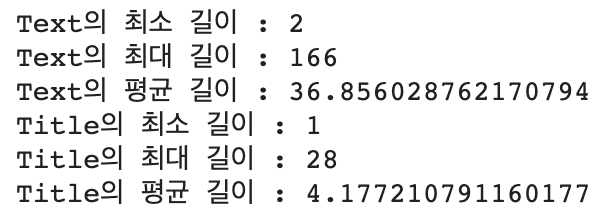 Text의 최소 길이 : 2
Text의 최대 길이 : 166
Text의 평균 길이 : 36.856028762170794
Title의 최소 길이 : 1
Title의 최대 길이 : 28
Title의 평균 길이 : 4.177210791160177